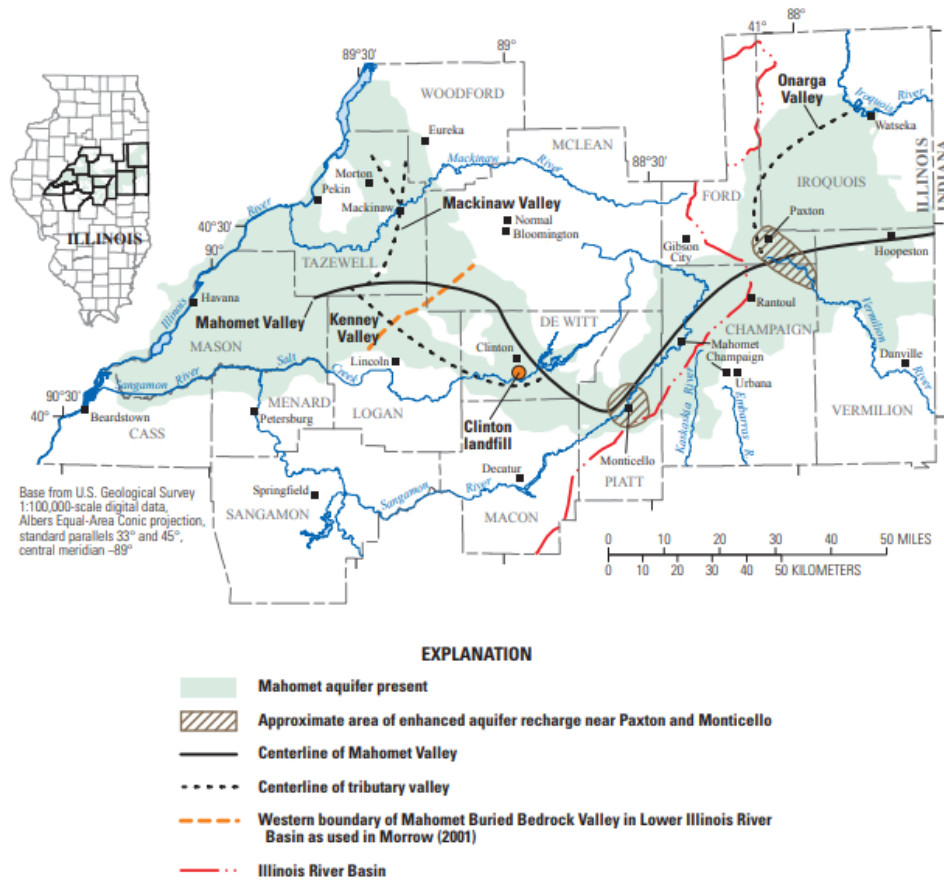 88°
41°
89°30'
89°
Onarga
Valley
Iroquois
River
WOODFORD
Eureka
Watseka
MCLEAN
Mackinaw
River
88°30'
ILLINOIS
INDIANA
Morton
Pekin
FORD
IROQUOIS
River
Mackinaw
Mackinaw Valley
Normal
Bloomington
Paxton
40°30'
90°
ILLINOIS
Gibson
City
Hoopeston
TAZEWELL
Illinois
Havana
Rantoul
Vermilion
River
Mahomet Valley
Kenney
Valley
DE WITT
CHAMPAIGN
MASON
Clinton
Mahomet
Champaign
Urbana
Danville
Salt
Creek
Lincoln
Sangamon
River
90°30'
40°
Beardstown
MENARD
Petersburg
LOGAN
Clinton
landfill
Kaskaskia River
Embarras R.
VERMILION
CASS
Monticello
Decatur
PIATT
Base from U.S. Geological Survey
1:100,000-scale digital data,
Albers Equal-Area Conic projection,
standard parallels 33° and 45°,
central meridian –89°
Springfield
Sangamon
River
SANGAMON
MACON
0 10 20 30 40 50 MILES
0 10 20 30 40 50 KILOMETERS
EXPLANATION
Mahomet aquifer present
Approximate area of enhanced aquifer recharge near Paxton and Monticello
Centerline of Mahomet Valley
Centerline of tributary valley
Western boundary of Mahomet Buried Bedrock Valley in Lower Illinois River
Basin as used in Morrow (2001)
Illinois River Basin